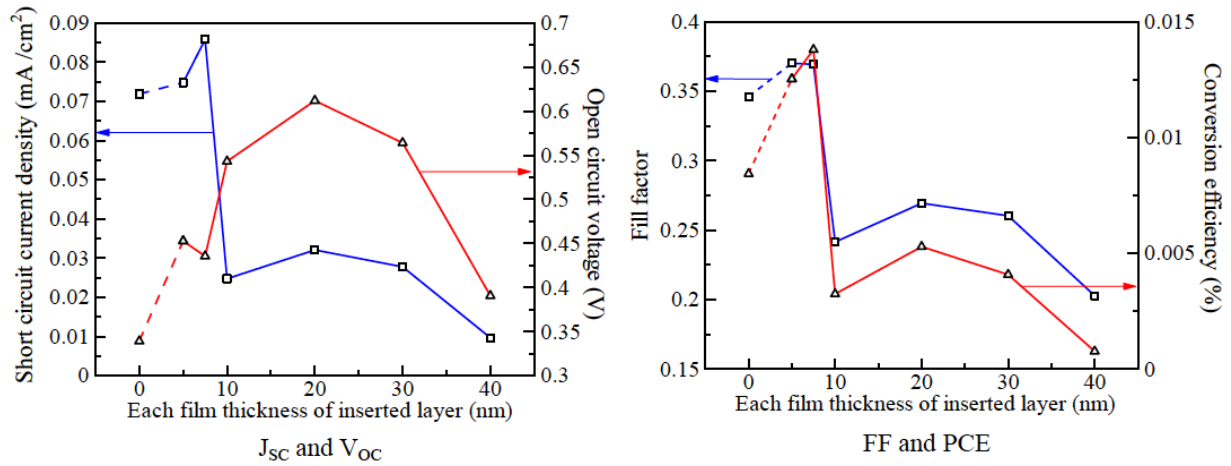 0.09
0.08
0.07
0.06
0.05
0.04
0.03
0.02
0.01
0
Short circuit current density (mA /cm²)
0.7
0.65
0.6
0.55
0.5
0.45
0.4
0.35
0.3
Open circuit voltage (V)
0 10 20 30 40
Each film thickness of inserted layer (nm)
J_SC and V_OC
0.4
0.35
0.3
0.25
0.2
0.15
Fill factor
0.015
0.01
0.005
0
Conversion efficiency (%)
0 10 20 30 40
Each film thickness of inserted layer (nm)
FF and PCE